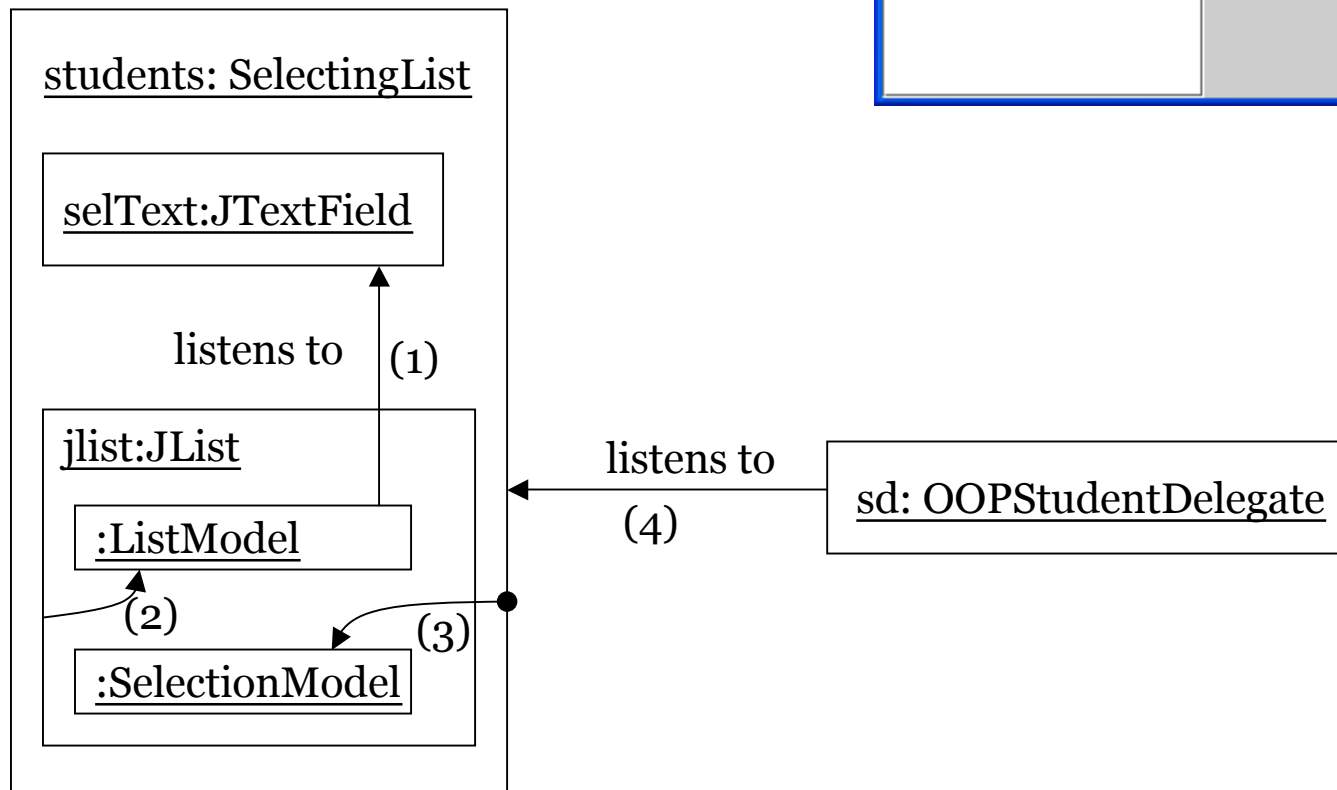 students: SelectingList
selText:JTextField
listens to (1)
jlist:JList
listens to
(4)
sd: OOPStudentDelegate
:ListModel
(2)
(3)
:SelectionModel